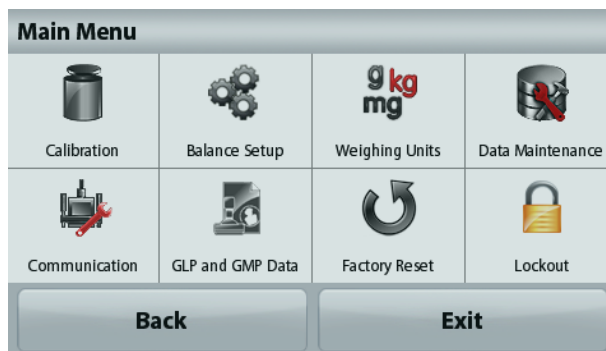 Main Menu
g kg
mg
Calibration
Balance Setup
Weighing Units
Data Maintenance
Communication
GLP and GMP Data
Factory Reset
Lockout
Back
Exit